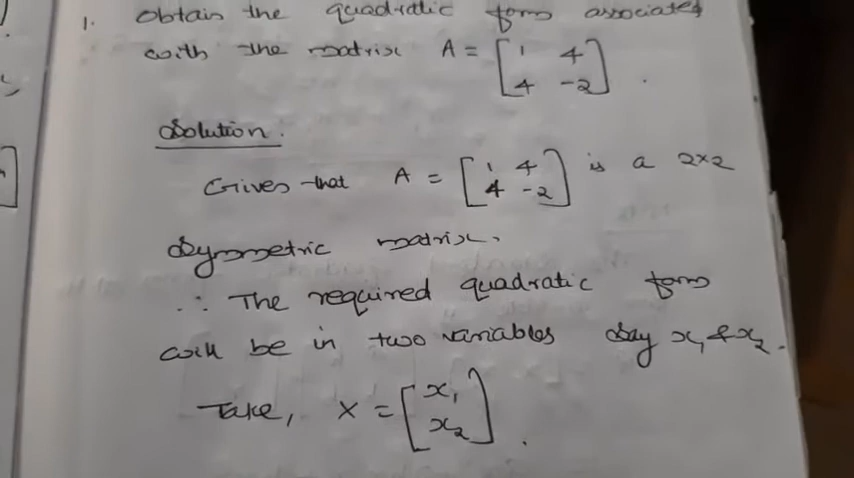 1. Obtain the quadratic form associated
with the matrix A = [1 4
4 -2].
Solution:
Given that A = [1 4
4 -2] is a 2x2
Symmetric matrix.
∴ The required quadratic form
will be in two variables say x₁ & x₂.
Take, X = [x₁
x₂].